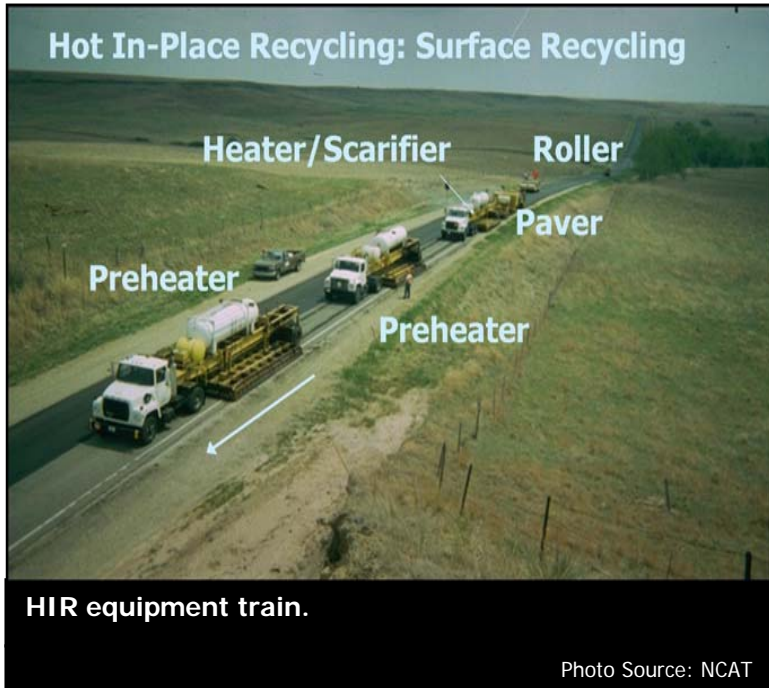 Hot In-Place Recycling: Surface Recycling
Heater/Scarifier
Roller
Paver
Preheater
Preheater
HIR equipment train.
Photo Source: NCAT